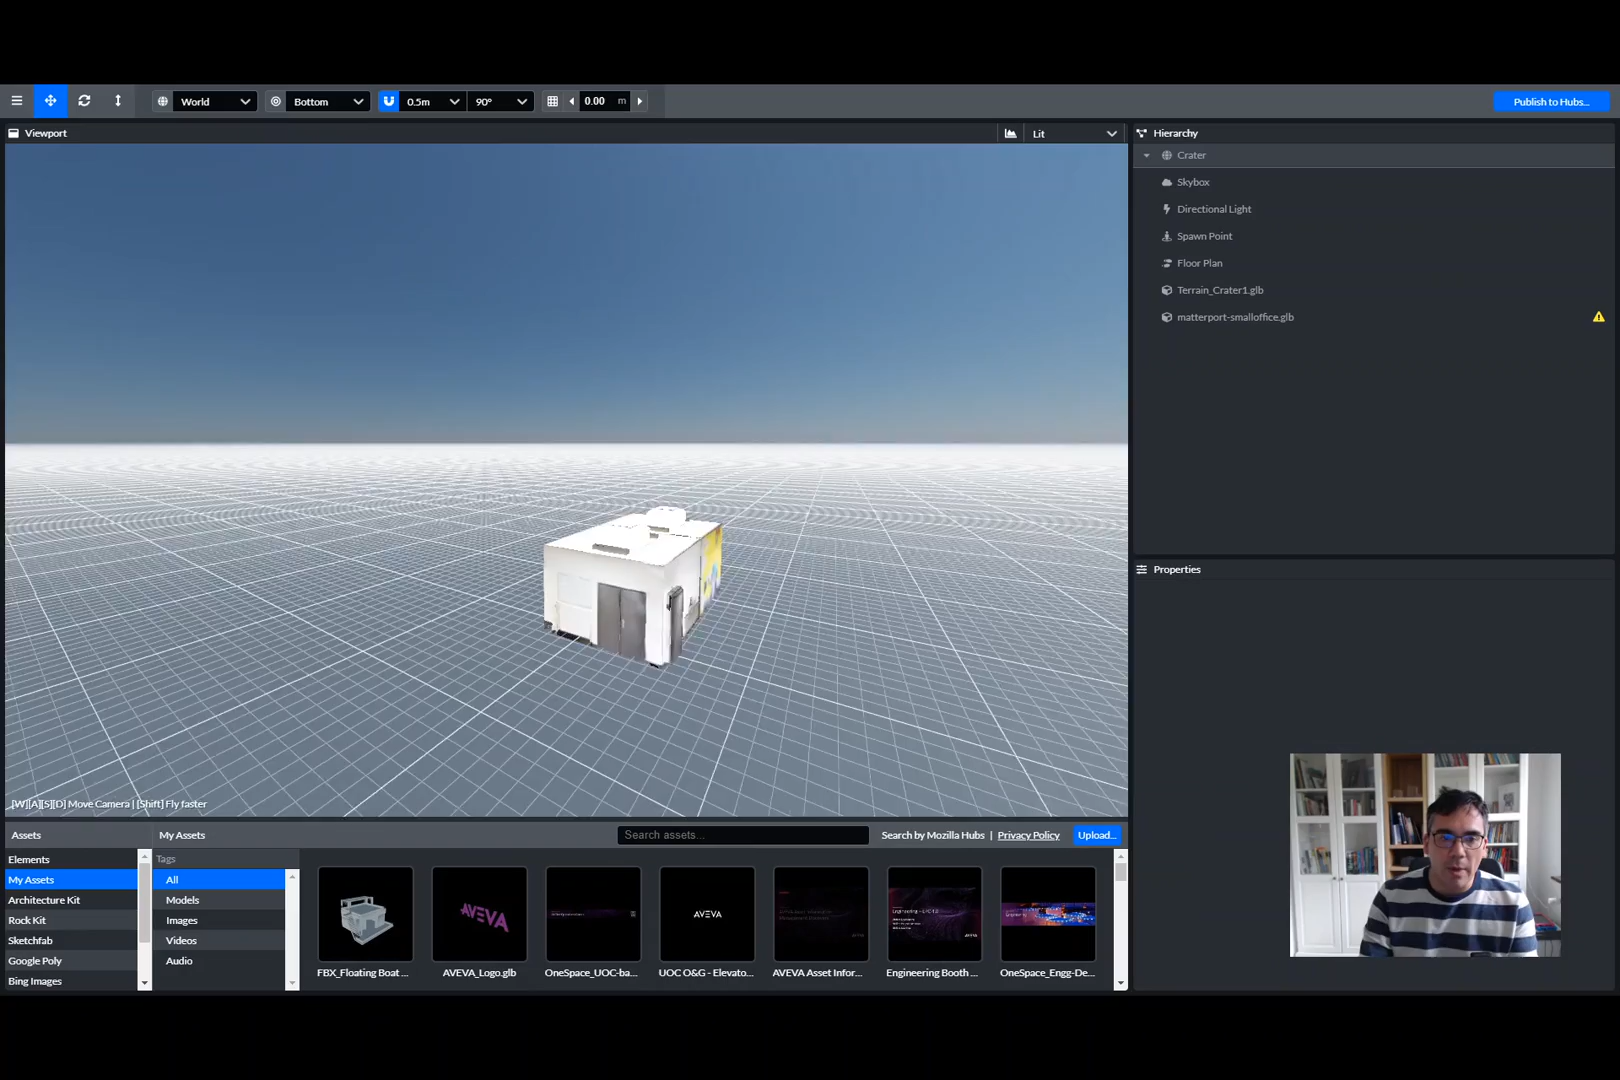 World
Bottom
0.5m
90°
0.00 m
Publish to Hubs...
Viewport
Lit
Hierarchy
Crater
Skybox
Directional Light
Spawn Point
Floor Plan
Terrain_Crater1.glb
matterport-smalloffice.glb
Properties
[W][A][S][D] Move Camera | [Shift] Fly faster
Assets
My Assets
Search assets...
Search by Mozilla Hubs | Privacy Policy
Upload...
Elements
My Assets
Architecture Kit
Rock Kit
Sketchfab
Google Poly
Bing Images
Tags
All
Models
Images
Videos
Audio
AVEVA
AVEVA
FBX_Floating Boat ...
AVEVA_Logo.glb
OneSpace_UOC-ba...
UOC O&G - Elevato...
AVEVA Asset Infor...
Engineering Booth ...
OneSpace_Engg-De...